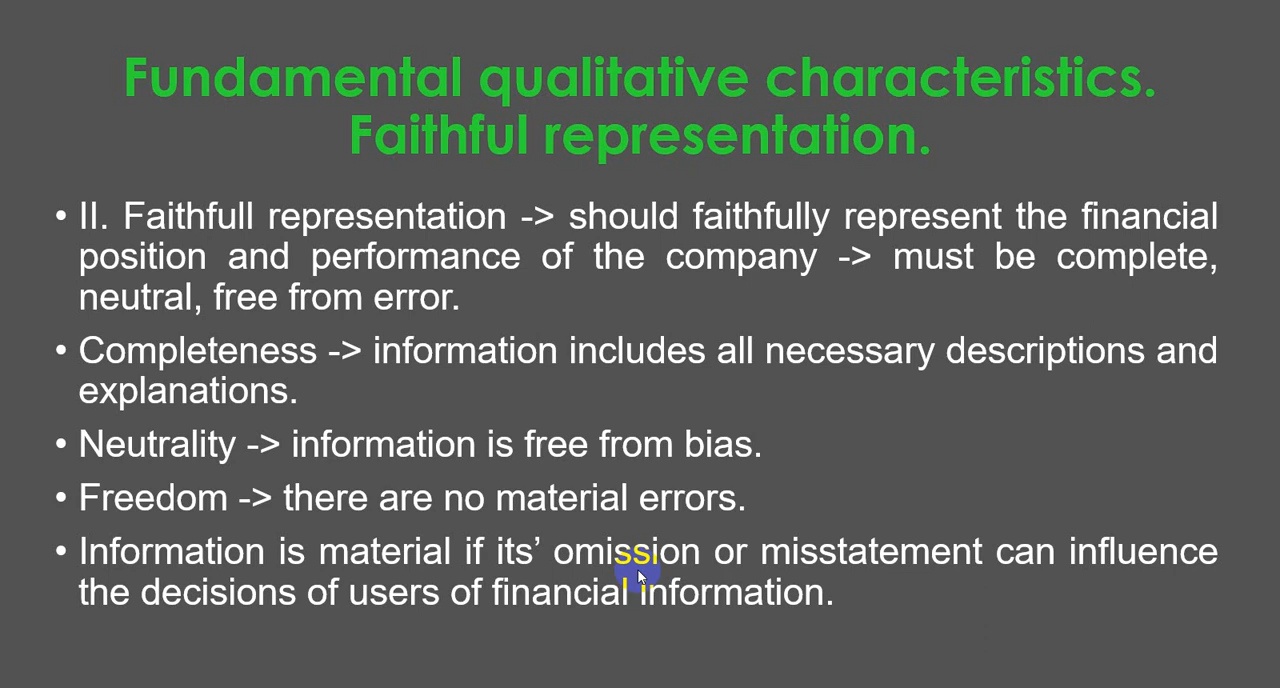 Fundamental qualitative characteristics.
Faithful representation.
• II. Faithfull representation -> should faithfully represent the financial
position and performance of the company -> must be complete,
neutral, free from error.
• Completeness -> information includes all necessary descriptions and
explanations.
• Neutrality -> information is free from bias.
• Freedom -> there are no material errors.
• Information is material if its’ omission or misstatement can influence
the decisions of users of financial information.